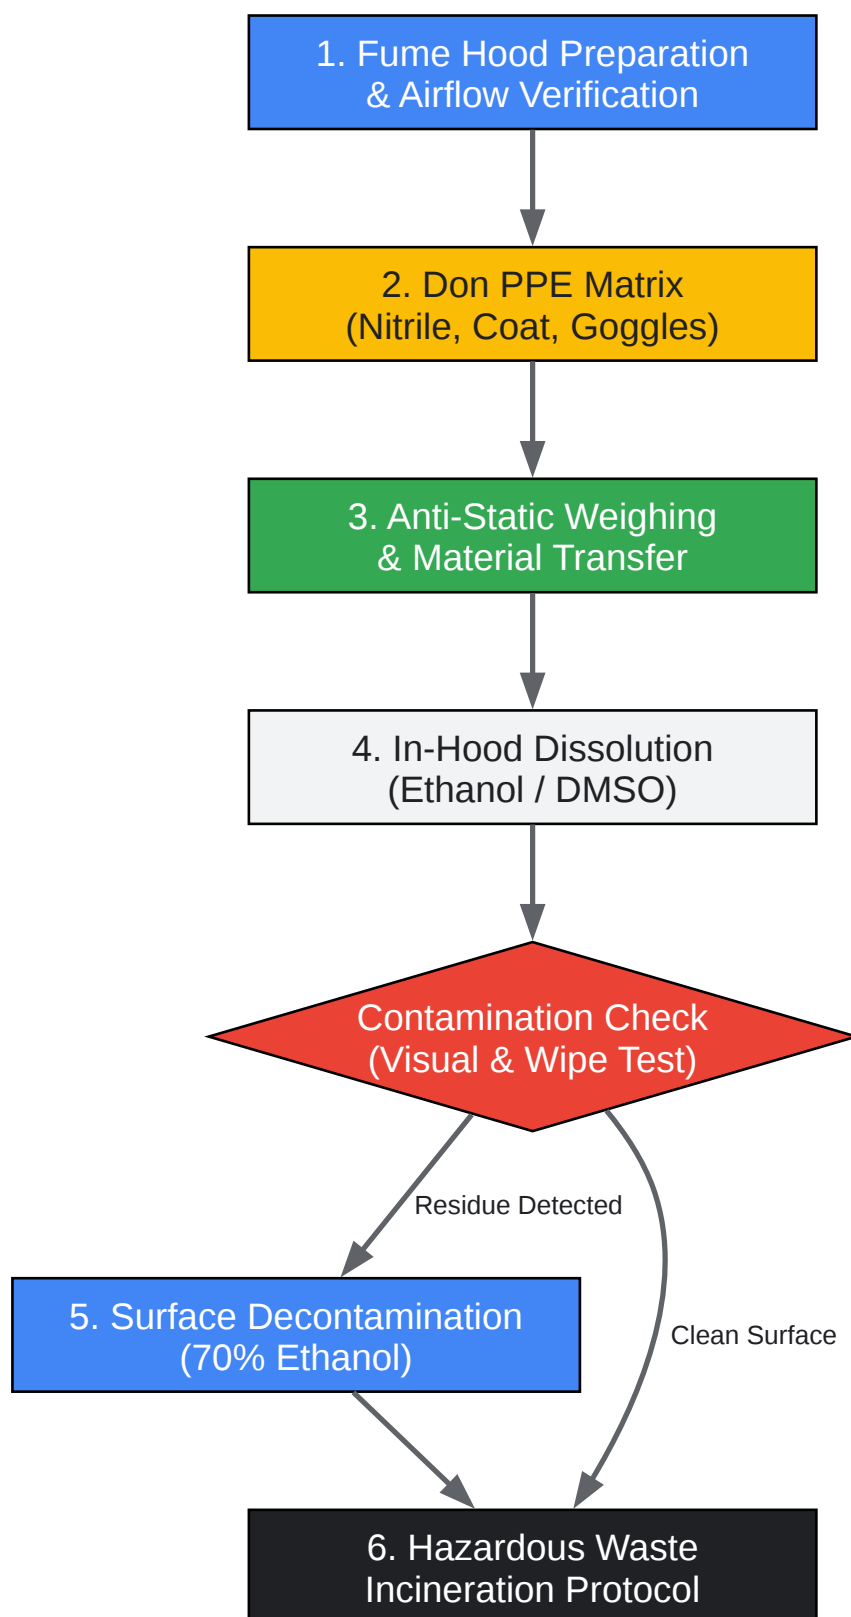 1. Fume Hood Preparation
& Airflow Verification
2. Don PPE Matrix
(Nitrile, Coat, Goggles)
3. Anti-Static Weighing
& Material Transfer
4. In-Hood Dissolution
(Ethanol / DMSO)
Contamination Check
(Visual & Wipe Test)
Residue Detected
5. Surface Decontamination
(70% Ethanol)
Clean Surface
6. Hazardous Waste
Incineration Protocol